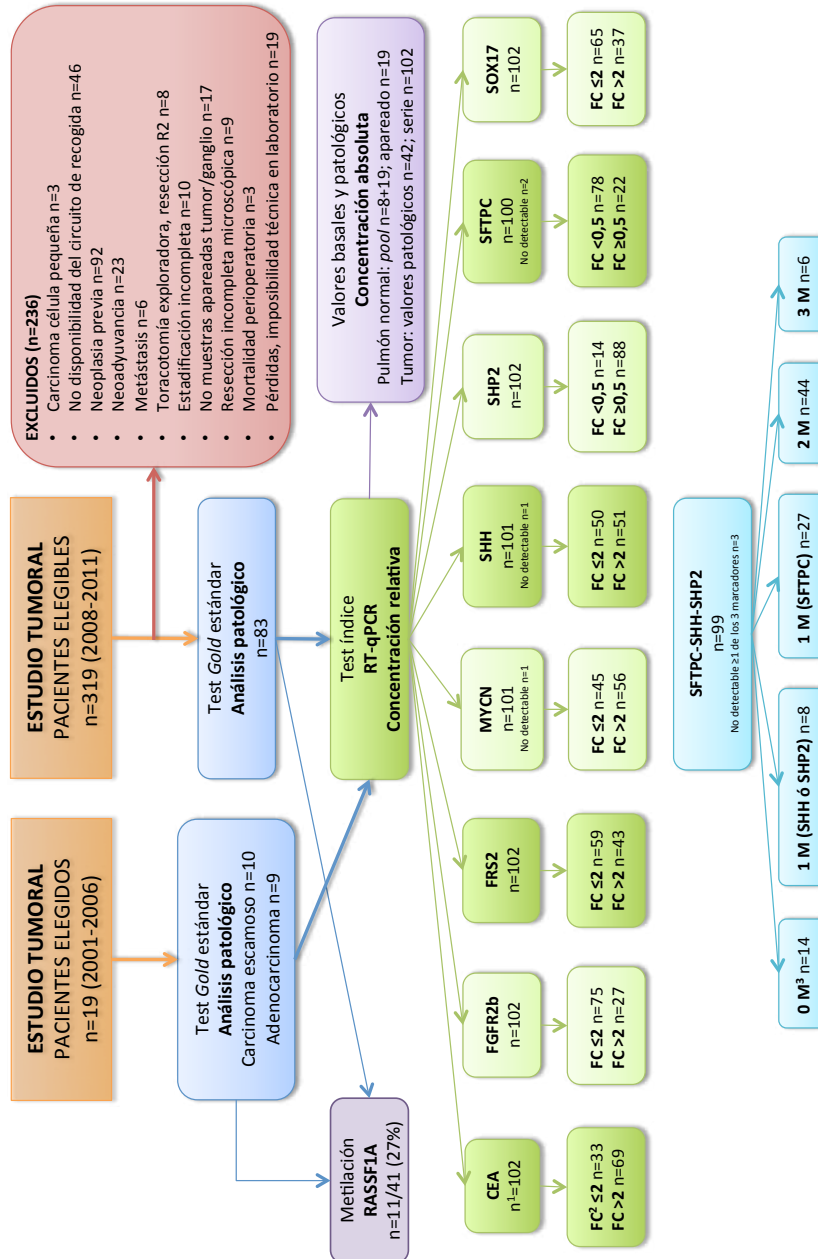 ESTUDIO TUMORAL
PACIENTES ELEGIDOS
n=19 (2001-2006)
ESTUDIO TUMORAL
PACIENTES ELEGIBLES
n=319 (2008-2011)
EXCLUIDOS (n=236)
• Carcinoma célula pequeña n=3
• No disponibilidad del circuito de recogida n=46
• Neoplasia previa n=92
• Neoadyuvancia n=23
• Metástasis n=6
• Toracotomía exploradora, resección R2 n=8
• Estadificación incompleta n=10
• No muestras apareadas tumor/ganglio n=17
• Resección incompleta microscópica n=9
• Mortalidad perioperatoria n=3
• Pérdidas, imposibilidad técnica en laboratorio n=19
Test Gold estándar
Análisis patológico
Carcinoma escamoso n=10
Adenocarcinoma n=9
Test Gold estándar
Análisis patológico
n=83
Metilación
RASSF1A
n=11/41 (27%)
Test índice
RT-qPCR
Concentración relativa
Valores basales y patológicos
Concentración absoluta
Pulmón normal: pool n=8+19; apareado n=19
Tumor: valores patológicos n=42; serie n=102
CEA
n¹=102
FGFR2b
n=102
FRS2
n=102
MYCN
n=101
No detectable n=1
SHH
n=101
No detectable n=1
SHP2
n=102
SFTPC
n=100
No detectable n=2
SOX17
n=102
FC² ≤2 n=33
FC >2 n=69
FC ≤2 n=75
FC >2 n=27
FC ≤2 n=59
FC >2 n=43
FC ≤2 n=45
FC >2 n=56
FC ≤2 n=50
FC >2 n=51
FC <0,5 n=14
FC ≥0,5 n=88
FC <0,5 n=78
FC ≥0,5 n=22
FC ≤2 n=65
FC >2 n=37
SFTPC-SHH-SHP2
n=99
No detectable ≥1 de los 3 marcadores n=3
0 M³ n=14
1 M (SHH ó SHP2) n=8
1 M (SFTPC) n=27
2 M n=44
3 M n=6